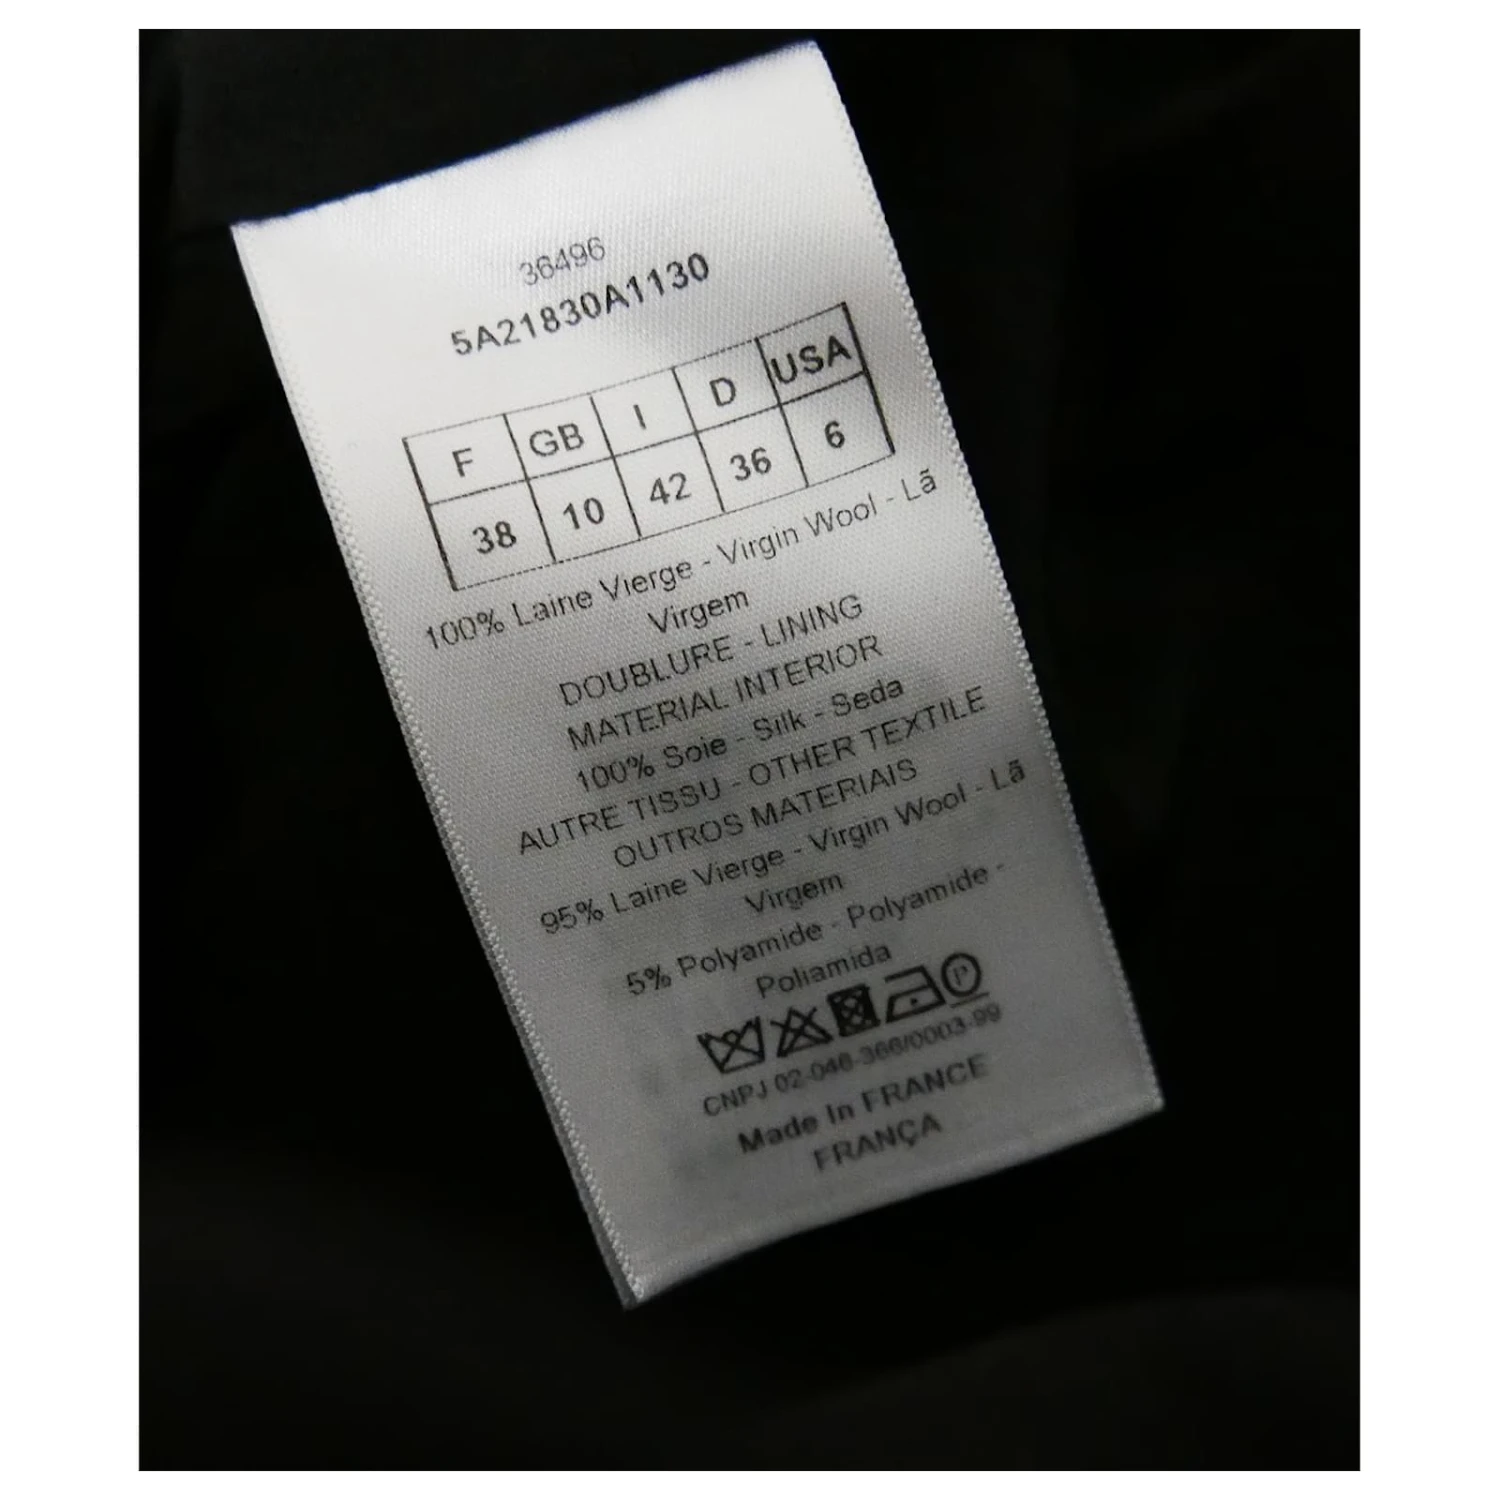 36496
5A21830A1130
F GB I D USA
38 10 42 36 6
100% Laine Vierge - Virgin Wool - Lã
Virgem
DOUBLURE - LINING
MATERIAL INTERIOR
100% Soie - Silk - Seda
AUTRE TISSU - OTHER TEXTILE
OUTROS MATERIAIS
95% Laine Vierge - Virgin Wool - Lã
Virgem
5% Polyamide - Polyamide -
Poliamida
P
CNPJ 02-046-366/0003-99
Made In FRANCE
FRANÇA